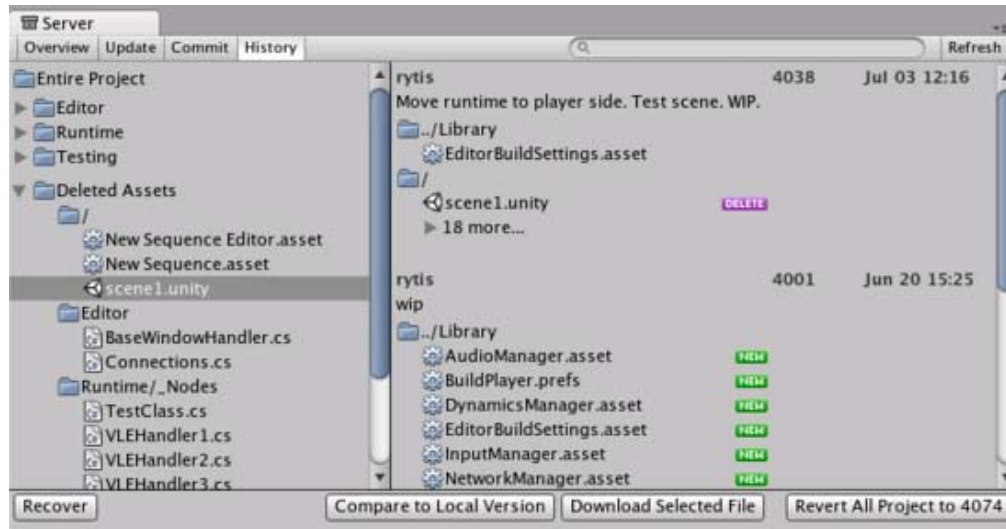 Server
Overview Update Commit History Refresh
Entire Project
Editor
Runtime
Testing
Deleted Assets
/
New Sequence Editor.asset
New Sequence.asset
scene1.unity
Editor
BaseWindowHandler.cs
Connections.cs
Runtime/_Nodes
TestClass.cs
VLEHandler1.cs
VLEHandler2.cs
VLEHandler3.cs
rytis 4038 Jul 03 12:16
Move runtime to player side. Test scene. WIP.
../Library
EditorBuildSettings.asset
/
scene1.unity DELETE
18 more...
rytis 4001 Jun 20 15:25
wip
../Library
AudioManager.asset NEW
BuildPlayer.prefs NEW
DynamicsManager.asset NEW
EditorBuildSettings.asset NEW
InputManager.asset NEW
NetworkManager.asset NEW
Recover Compare to Local Version Download Selected File Revert All Project to 4074